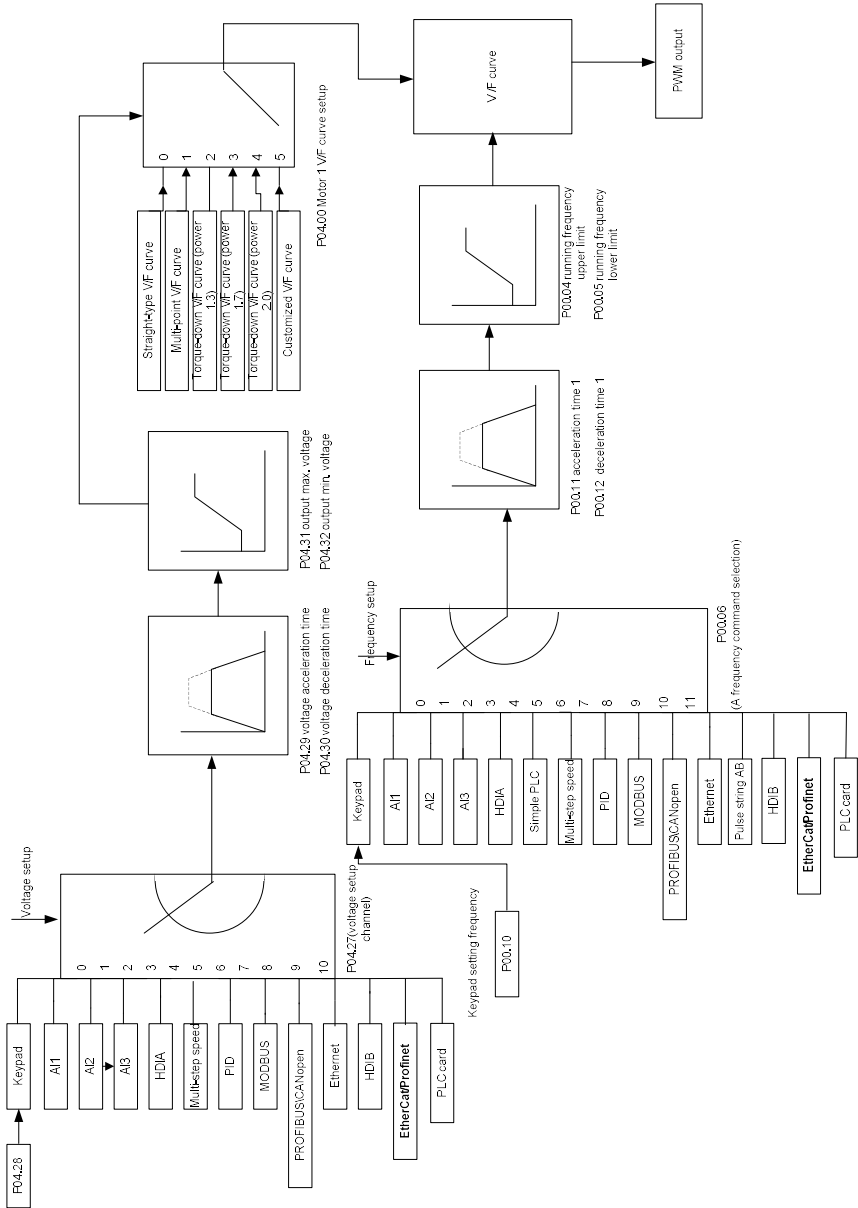 P04.28
Keypad
AI1
AI2
AI3
HDIA
Multi-step speed
PID
MODBUS
PROFIBUS\CANopen
Ethernet
HDIB
EtherCat/Profinet
PLC card
Voltage setup
0
1
2
3
4
5
6
7
8
9
10
P04.27(voltage setup
channel)
P04.29 voltage acceleration time
P04.30 voltage deceleration time
P04.31 output max. voltage
P04.32 output min. voltage
Straight-type V/F curve
Multi-point V/F curve
Torque-down V/F curve (power
1.3)
Torque-down V/F curve (power
1.7)
Torque-down V/F curve (power
2.0)
Customized V/F curve
0
1
2
3
4
5
P04.00 Motor 1 V/F curve setup
Keypad setting frequency
P00.10
Keypad
AI1
AI2
AI3
HDIA
Simple PLC
Multi-step speed
PID
MODBUS
PROFIBUS\CANopen
Ethernet
Pulse string AB
HDIB
EtherCat/Profinet
PLC card
Frequency setup
0
1
2
3
4
5
6
7
8
9
10
11
P00.06
(A frequency command selection)
P00.11 acceleration time 1
P00.12 deceleration time 1
P00.04 running frequency
upper limit
P00.05 running frequency
lower limit
V/F curve
PWM output